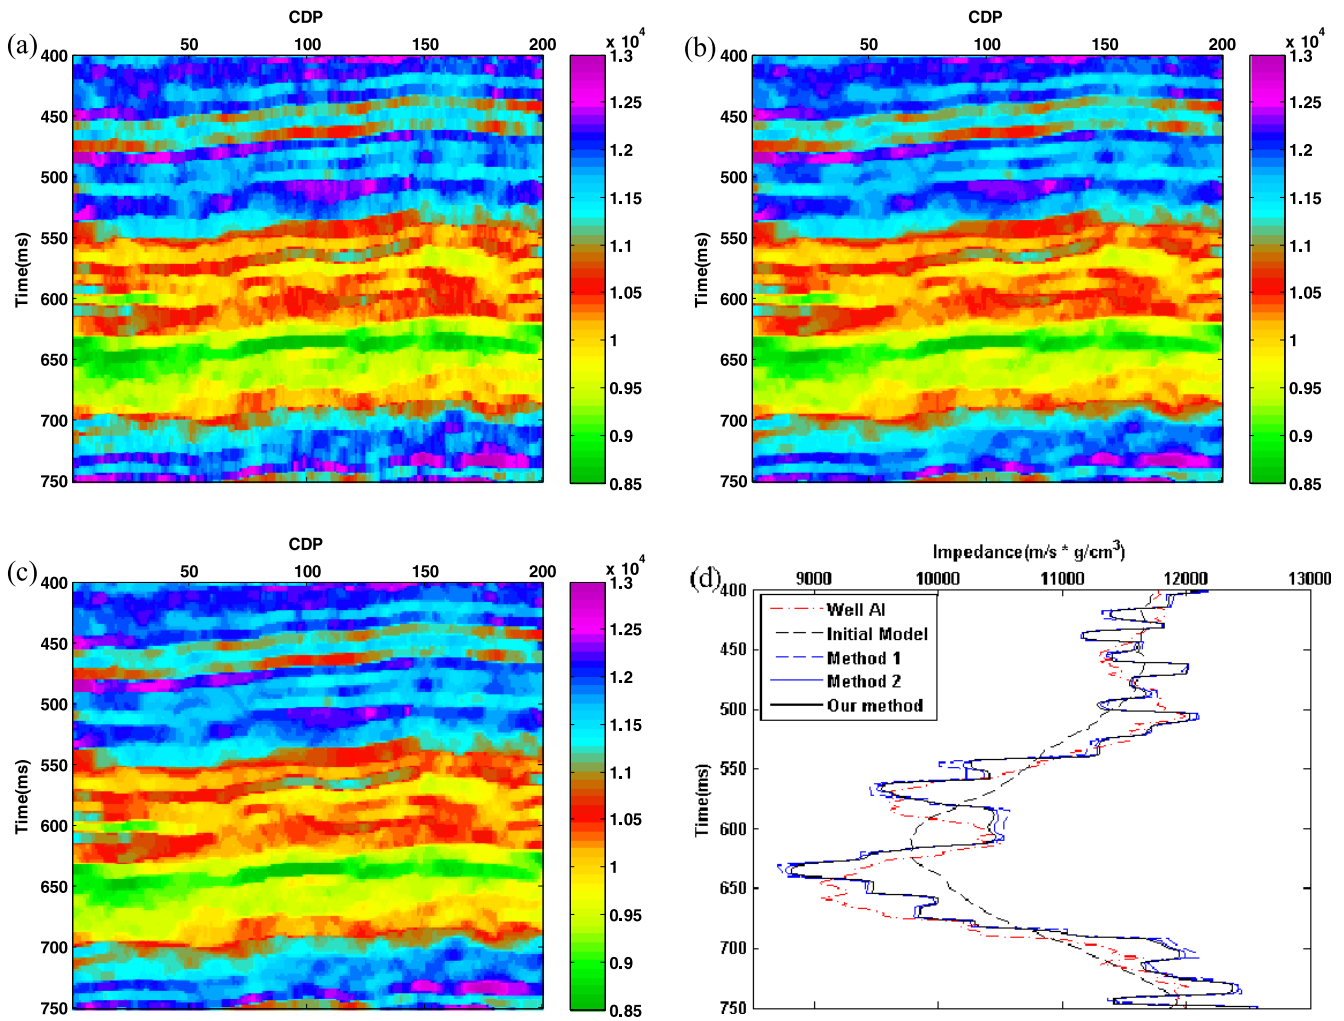 CDP
(a)
50 100 150 200
x 10^4
400
450
500
550
600
650
700
750
Time(ms)
1.3
1.25
1.2
1.15
1.1
1.05
1
0.95
0.9
0.85
CDP
(b)
50 100 150 200
x 10^4
400
450
500
550
600
650
700
750
Time(ms)
1.3
1.25
1.2
1.15
1.1
1.05
1
0.95
0.9
0.85
CDP
(c)
50 100 150 200
x 10^4
400
450
500
550
600
650
700
750
Time(ms)
1.3
1.25
1.2
1.15
1.1
1.05
1
0.95
0.9
0.85
Impedance(m/s * g/cm³)
(d)
9000 10000 11000 12000 13000
400
450
500
550
600
650
700
750
Time(ms)
Well AI
Initial Model
Method 1
Method 2
Our method